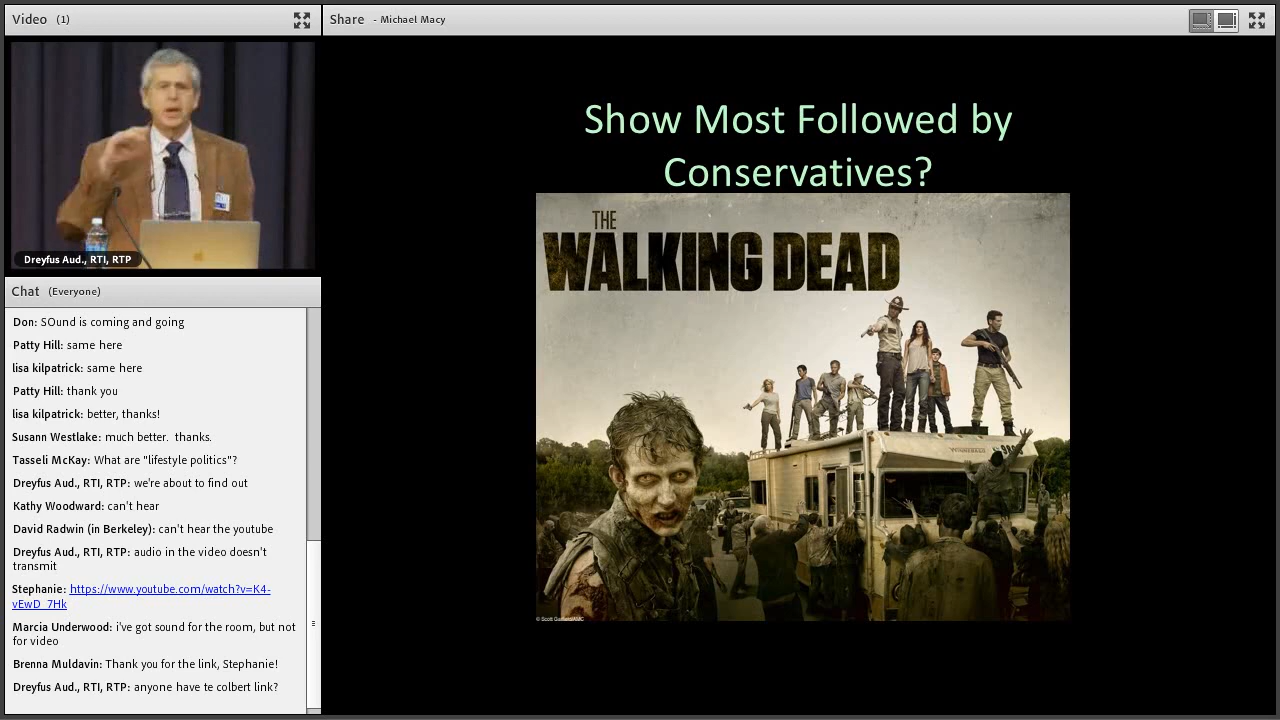 Video (1)
Share - Michael Macy
Dreyfus Aud., RTI, RTP
Chat (Everyone)
Don: SOund is coming and going
Patty Hill: same here
lisa kilpatrick: same here
Patty Hill: thank you
lisa kilpatrick: better, thanks!
Susann Westlake: much better. thanks.
Tasseli McKay: What are "lifestyle politics"?
Dreyfus Aud., RTI, RTP: we're about to find out
Kathy Woodward: can't hear
David Radwin (in Berkeley): can't hear the youtube
Dreyfus Aud., RTI, RTP: audio in the video doesn't
transmit
Stephanie: https://www.youtube.com/watch?v=K4-
vEwD_7Hk
Marcia Underwood: i've got sound for the room, but not
for video
Brenna Muldavin: Thank you for the link, Stephanie!
Dreyfus Aud., RTI, RTP: anyone have te colbert link?
Show Most Followed by
Conservatives?
THE
WALKING DEAD